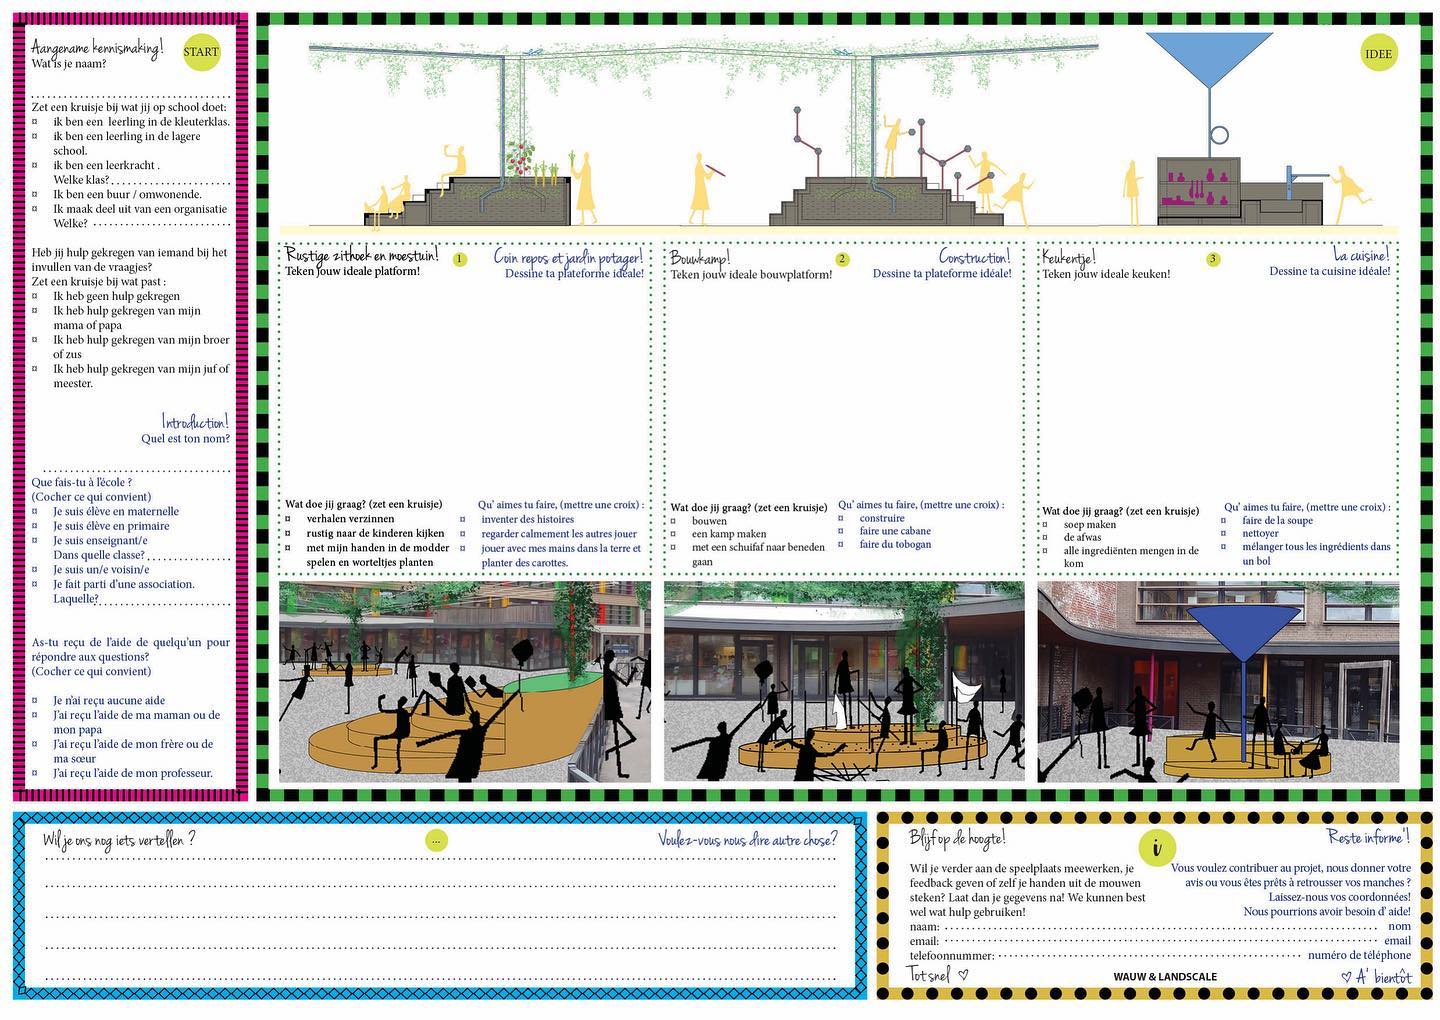 Aangename kennismaking!
START
Wat is je naam?
Zet een kruisje bij wat jij op school doet:
¤ ik ben een leerling in de kleuterklas.
¤ ik ben een leerling in de lagere
school.
¤ ik ben een leerkracht .
Welke klas?
¤ Ik ben een buur / omwonende.
¤ Ik maak deel uit van een organisatie
Welke?
Heb jij hulp gekregen van iemand bij het
invullen van de vraagjes?
Zet een kruisje bij wat past :
¤ Ik heb geen hulp gekregen
¤ Ik heb hulp gekregen van mijn
mama of papa
¤ Ik heb hulp gekregen van mijn broer
of zus
¤ Ik heb hulp gekregen van mijn juf of
meester.
Introduction!
Quel est ton nom?
Que fais-tu à l'école ?
(Cocher ce qui convient)
¤ Je suis élève en maternelle
¤ Je suis élève en primaire
¤ Je suis enseignant/e
Dans quelle classe?
¤ Je suis un/e voisin/e
¤ Je fait parti d'une association.
Laquelle?
As-tu reçu de l'aide de quelqu'un pour
répondre aux questions?
(Cocher ce qui convient)
¤ Je n'ai reçu aucune aide
¤ J'ai reçu l'aide de ma maman ou de
mon papa
¤ J'ai reçu l'aide de mon frère ou de
ma sœur
¤ J'ai reçu l'aide de mon professeur.
IDEE
Rustige zithoek en moestuin!
Teken jouw ideale platform!
1
Coin repos et jardin potager!
Dessine ta plateforme idéale!
Wat doe jij graag? (zet een kruisje)
¤ verhalen verzinnen
¤ rustig naar de kinderen kijken
¤ met mijn handen in de modder
spelen en worteltjes planten
Qu' aimes tu faire, (mettre une croix) :
¤ inventer des histoires
¤ regarder calmement les autres jouer
¤ jouer avec mes mains dans la terre et
planter des carottes.
Bouwkamp!
Teken jouw ideale bouwplatform!
2
Construction!
Dessine ta plateforme idéale!
Wat doe jij graag? (zet een kruisje)
¤ bouwen
¤ een kamp maken
¤ met een schuifaf naar beneden
gaan
Qu' aimes tu faire, (mettre une croix) :
¤ construire
¤ faire une cabane
¤ faire du tobogan
Keukentje!
Teken jouw ideale keuken!
3
La cuisine!
Dessine ta cuisine idéale!
Wat doe jij graag? (zet een kruisje)
¤ soep maken
¤ de afwas
¤ alle ingrediënten mengen in de
kom
Qu' aimes tu faire, (mettre une croix) :
¤ faire de la soupe
¤ nettoyer
¤ mélanger tous les ingrédients dans
un bol
Wil je ons nog iets vertellen ?
...
Voulez-vous nous dire autre chose?
Blijf op de hoogte!
i
Reste informe'!
Wil je verder aan de speelplaats meewerken, je
feedback geven of zelf je handen uit de mouwen
steken? Laat dan je gegevens na! We kunnen best
wel wat hulp gebruiken!
Vous voulez contribuer au projet, nous donner votre
avis ou vous êtes prêts à retrousser vos manches ?
Laissez-nous vos coordonnées!
Nous pourrions avoir besoin d' aide!
naam: nom
email: email
telefoonnummer: numéro de téléphone
Tot snel ♡
WAUW & LANDSCALE
♡ A' bientôt